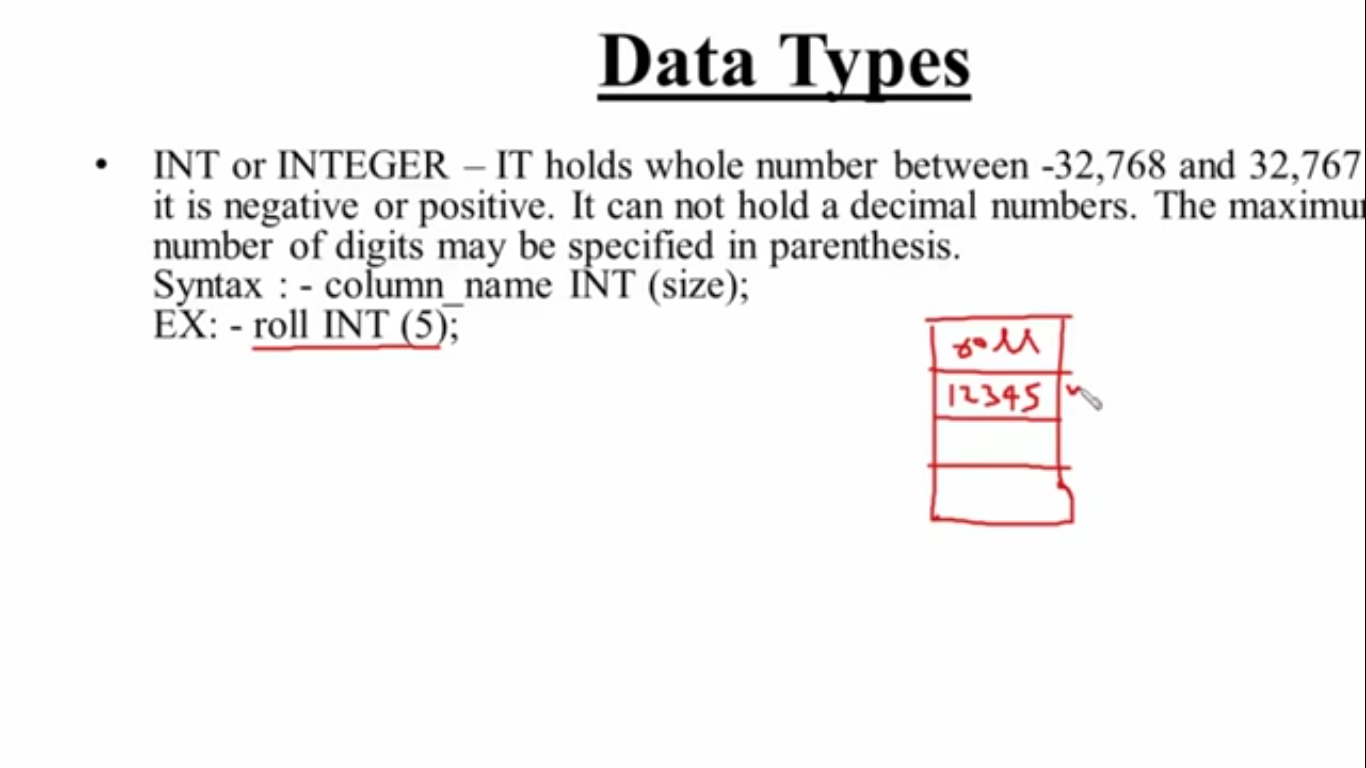 Data Types
• INT or INTEGER – IT holds whole number between -32,768 and 32,767
it is negative or positive. It can not hold a decimal numbers. The maximu
number of digits may be specified in parenthesis.
Syntax : - column_name INT (size);
EX: - roll INT (5);
roll
12345